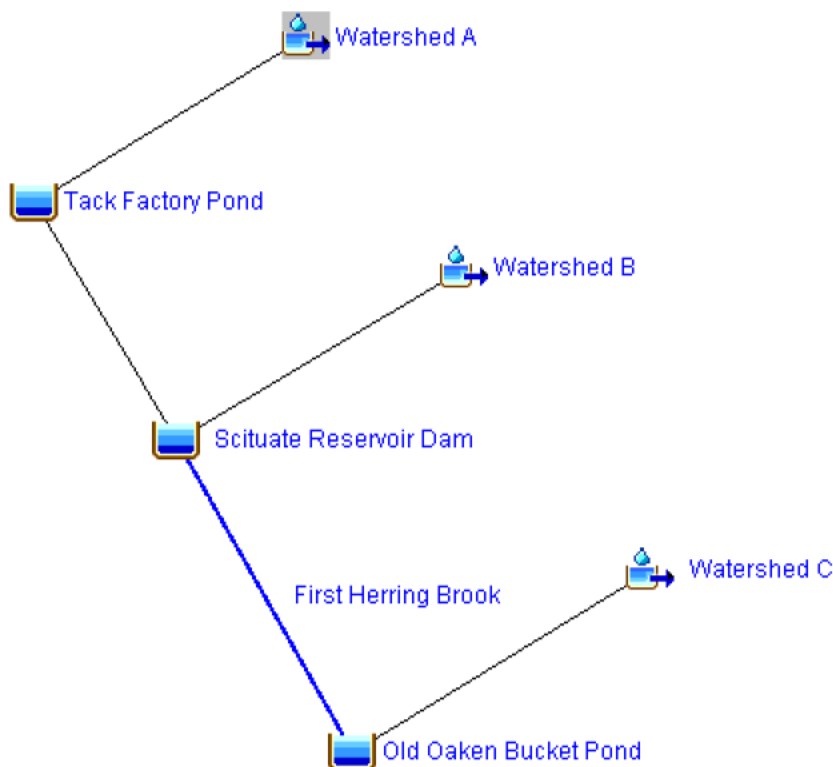 Watershed A
Tack Factory Pond
Watershed B
Scituate Reservoir Dam
First Herring Brook
Watershed C
Old Oaken Bucket Pond